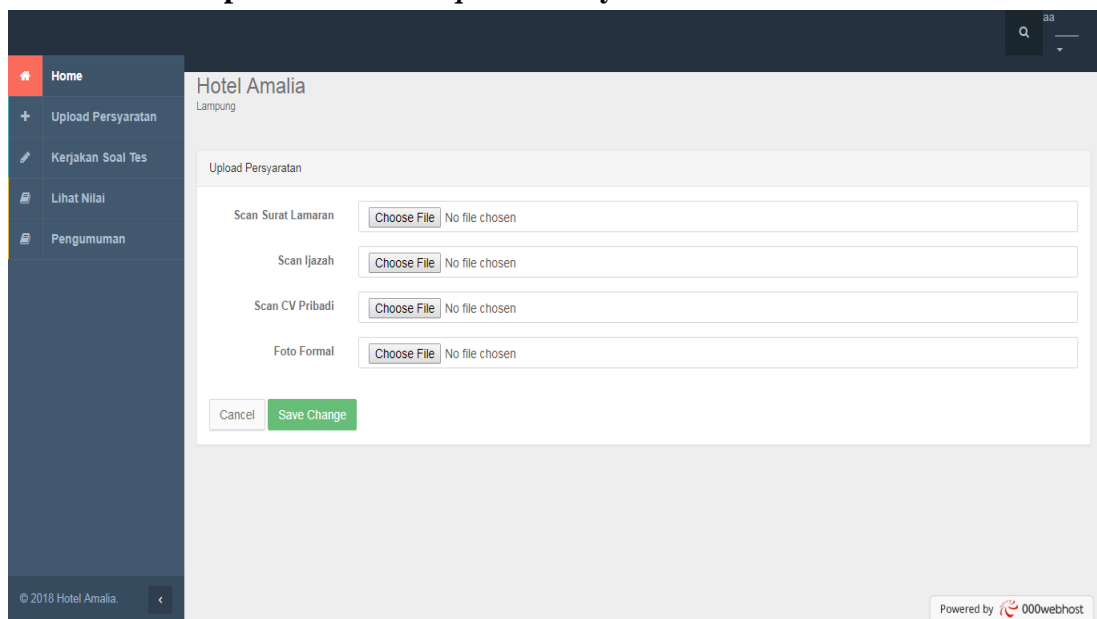 aa
Home
Upload Persyaratan
Kerjakan Soal Tes
Lihat Nilai
Pengumuman
Hotel Amalia
Lampung
Upload Persyaratan
Scan Surat Lamaran Choose File No file chosen
Scan Ijazah Choose File No file chosen
Scan CV Pribadi Choose File No file chosen
Foto Formal Choose File No file chosen
Cancel Save Change
© 2018 Hotel Amalia.
Powered by 000webhost